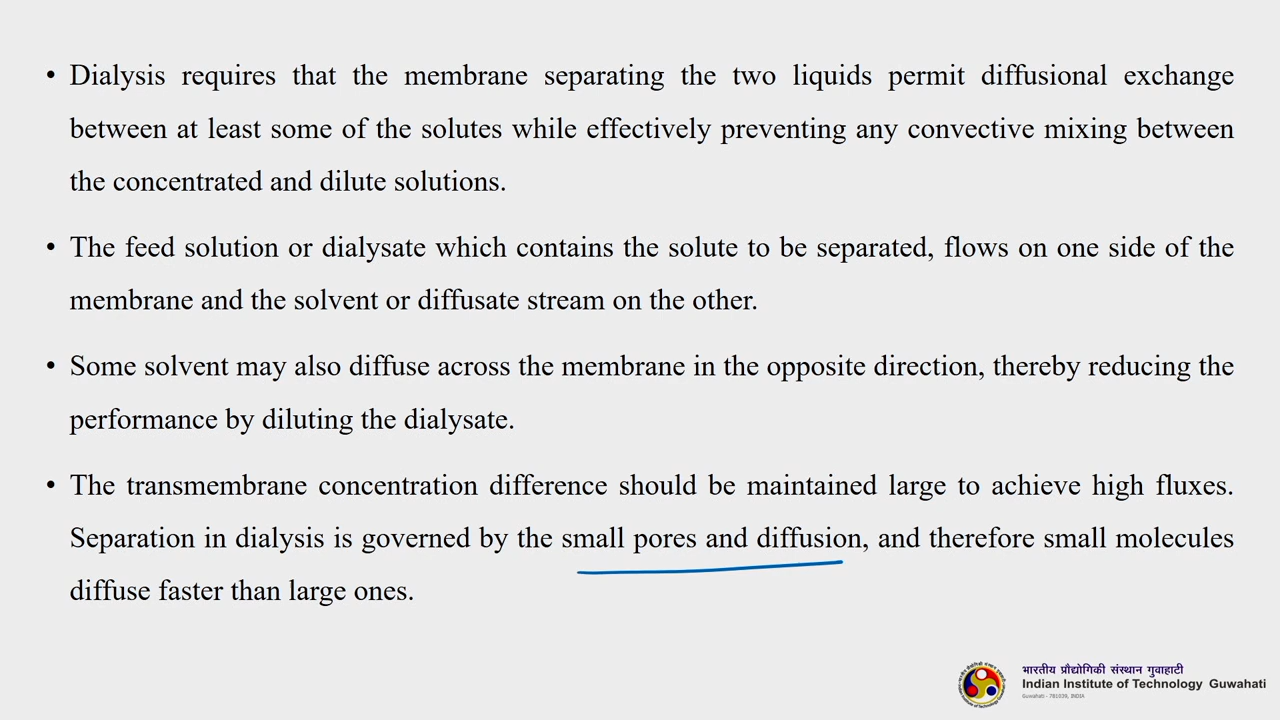 • Dialysis requires that the membrane separating the two liquids permit diffusional exchange
between at least some of the solutes while effectively preventing any convective mixing between
the concentrated and dilute solutions.
• The feed solution or dialysate which contains the solute to be separated, flows on one side of the
membrane and the solvent or diffusate stream on the other.
• Some solvent may also diffuse across the membrane in the opposite direction, thereby reducing the
performance by diluting the dialysate.
• The transmembrane concentration difference should be maintained large to achieve high fluxes.
Separation in dialysis is governed by the small pores and diffusion, and therefore small molecules
diffuse faster than large ones.
भारतीय प्रौद्योगिकी संस्थान गुवाहाटी
Indian Institute of Technology Guwahati
Guwahati - 781039, INDIA